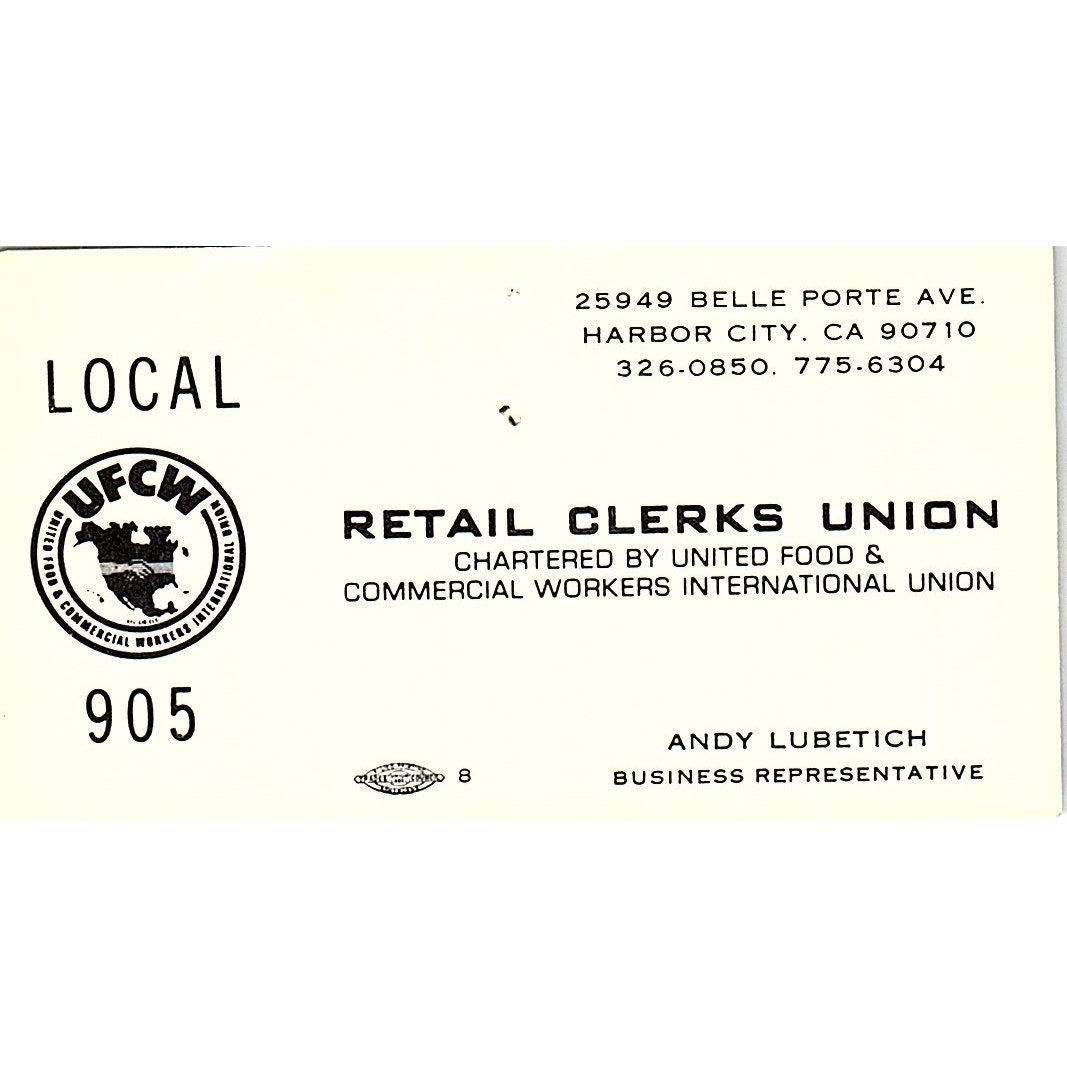 25949 BELLE PORTE AVE.
HARBOR CITY, CA 90710
326-0850, 775-6304
LOCAL
UFCW
UNITED FOOD & COMMERCIAL WORKERS INTERNATIONAL UNION
905
RETAIL CLERKS UNION
CHARTERED BY UNITED FOOD &
COMMERCIAL WORKERS INTERNATIONAL UNION
ANDY LUBETICH
BUSINESS REPRESENTATIVE
8